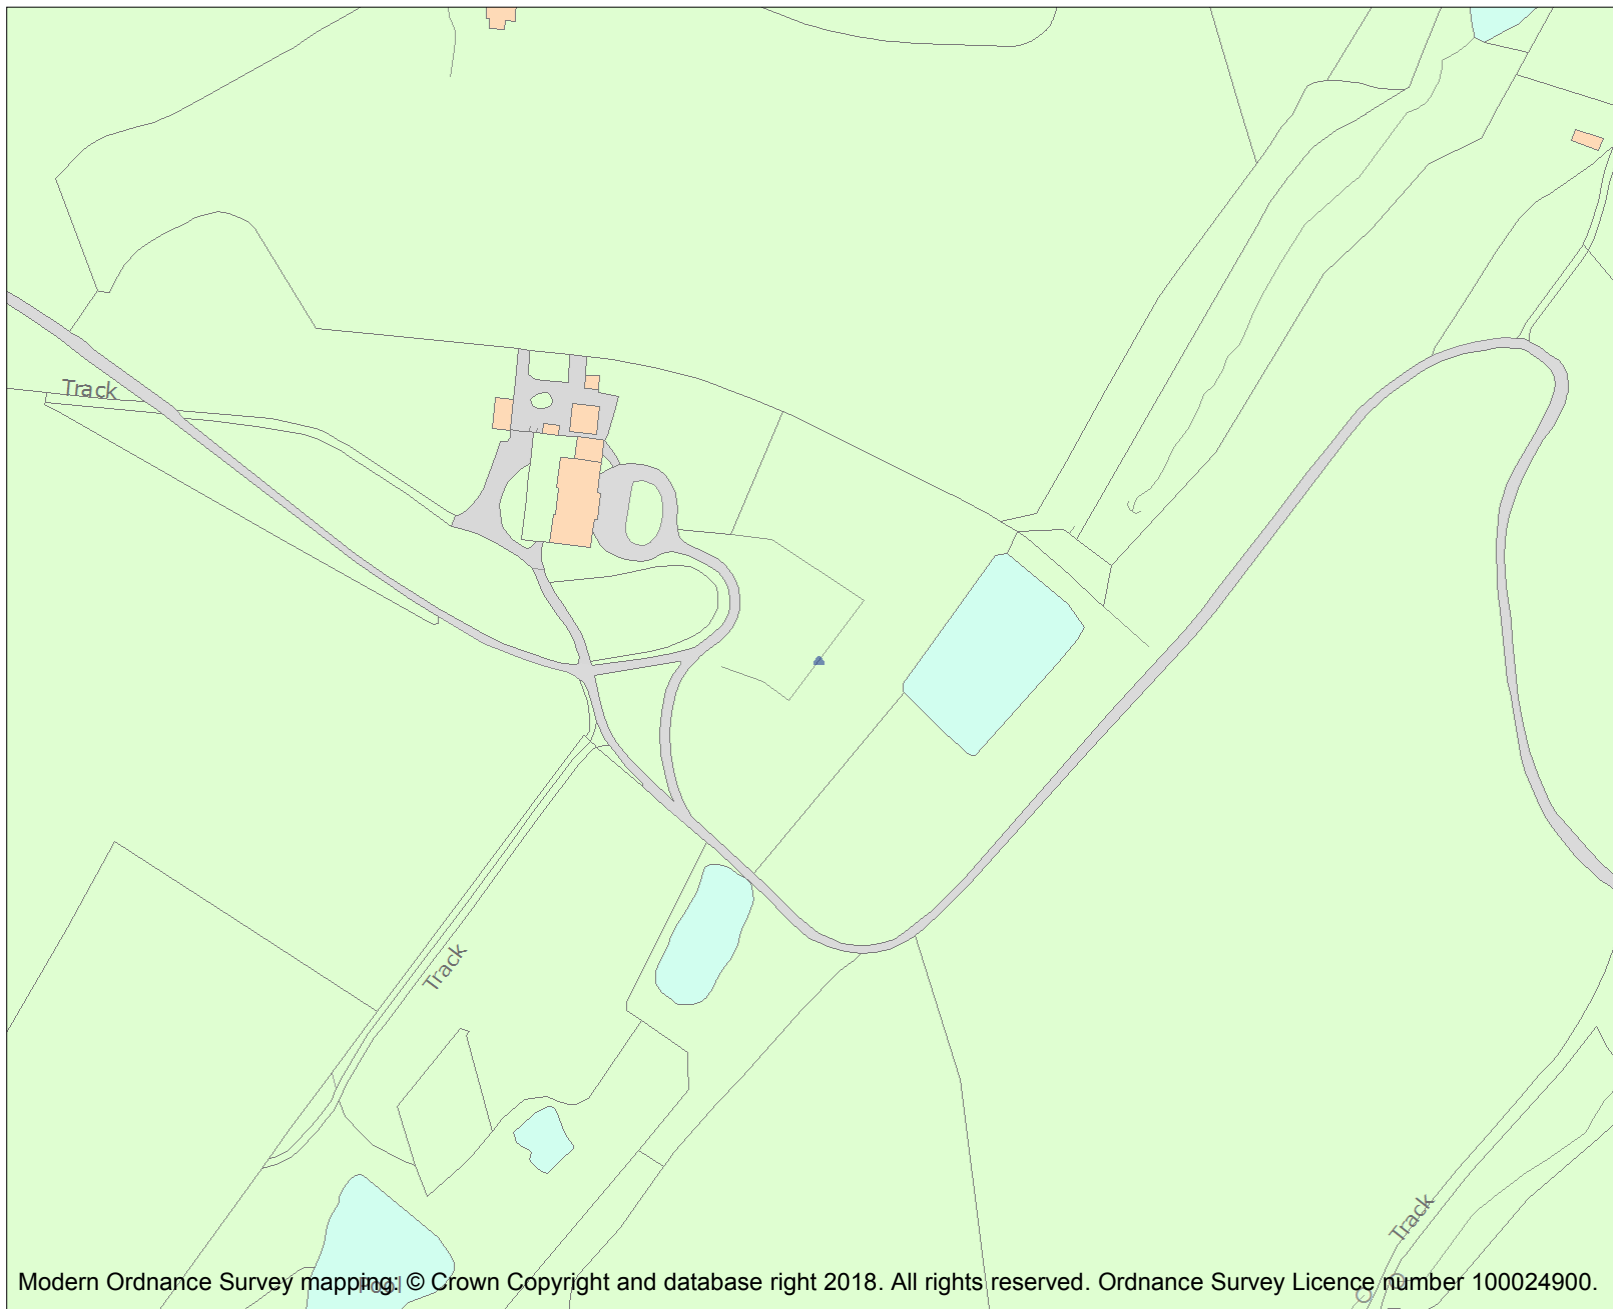 Track
Track
Track
Pool
Modern Ordnance Survey mapping: © Crown Copyright and database right 2018. All rights reserved. Ordnance Survey Licence number 100024900.